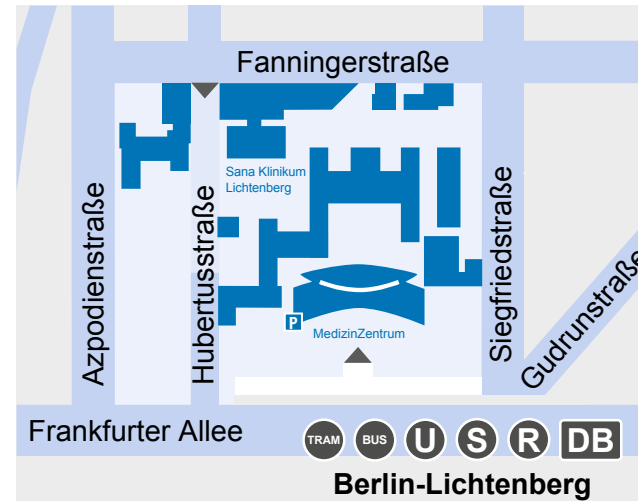 Fanningerstraße
Sana Klinikum
Lichtenberg
Azpodienstraße
Hubertusstraße
Siegfriedstraße
Gudrunstraße
P
MedizinZentrum
Frankfurter Allee
TRAM BUS U S R DB
Berlin-Lichtenberg